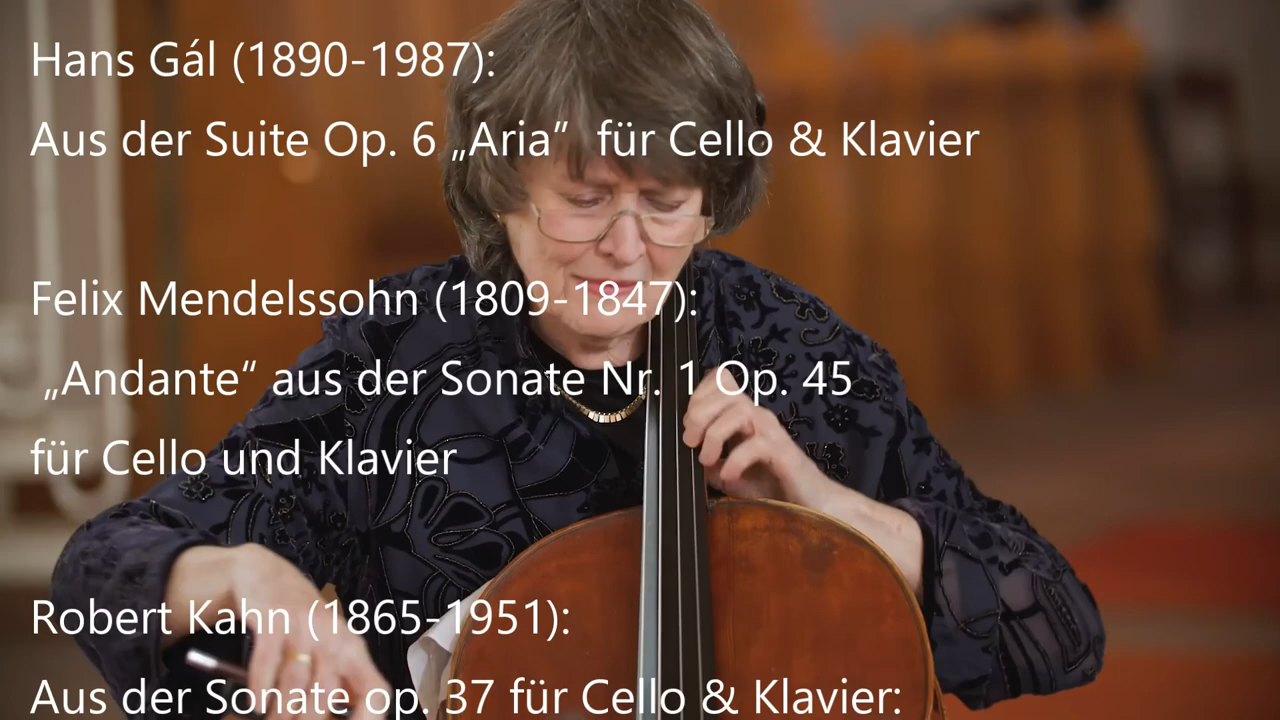 Hans Gál (1890-1987):
Aus der Suite Op. 6 „Aria” für Cello & Klavier
Felix Mendelssohn (1809-1847):
„Andante“ aus der Sonate Nr. 1 Op. 45
für Cello und Klavier
Robert Kahn (1865-1951):
Aus der Sonate op. 37 für Cello & Klavier: